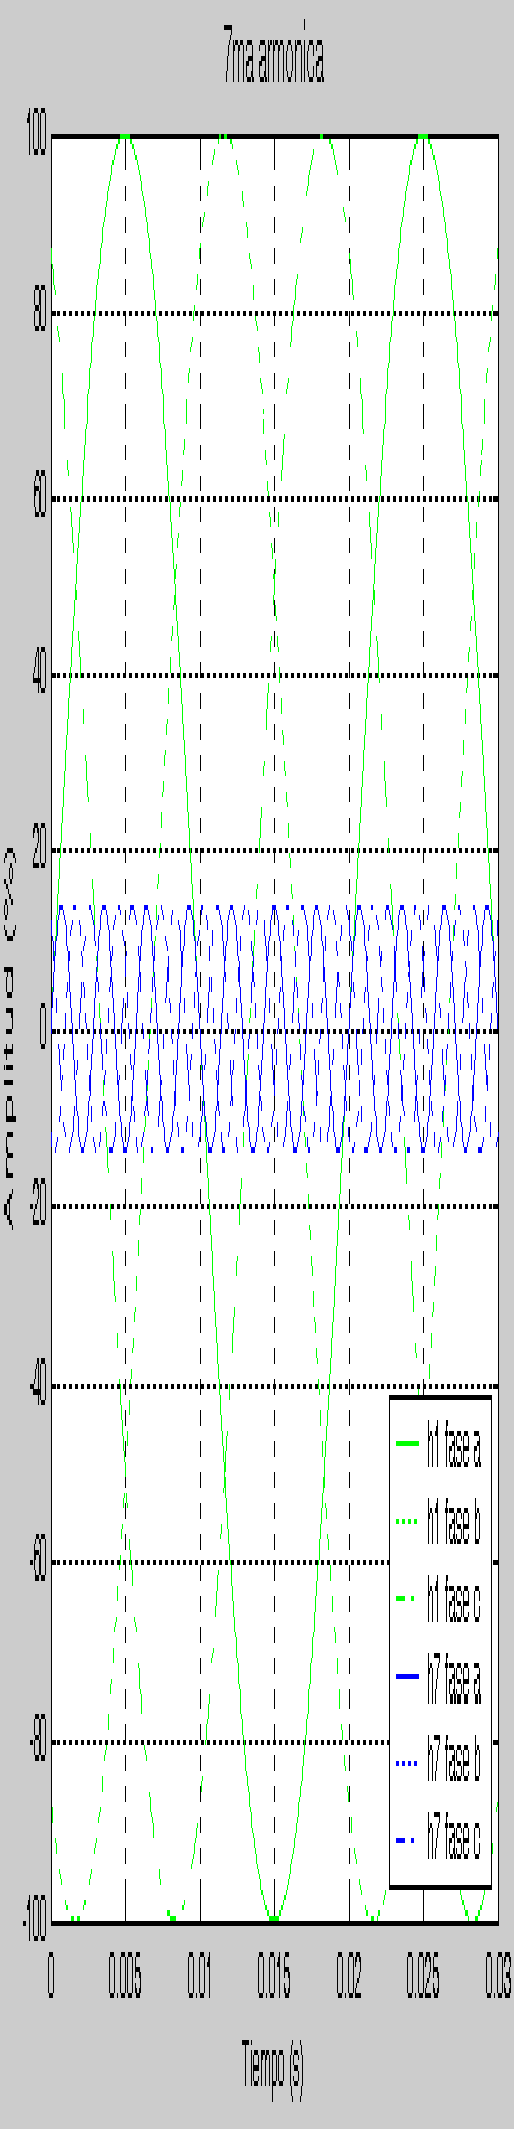 7ma armonica
100
80
60
40
20
0
-20
-40
-60
-80
-100
Amplitud (%)
h1 fase a
h1 fase b
h1 fase c
h7 fase a
h7 fase b
h7 fase c
0 0.005 0.01 0.015 0.02 0.025 0.03
Tiempo (s)